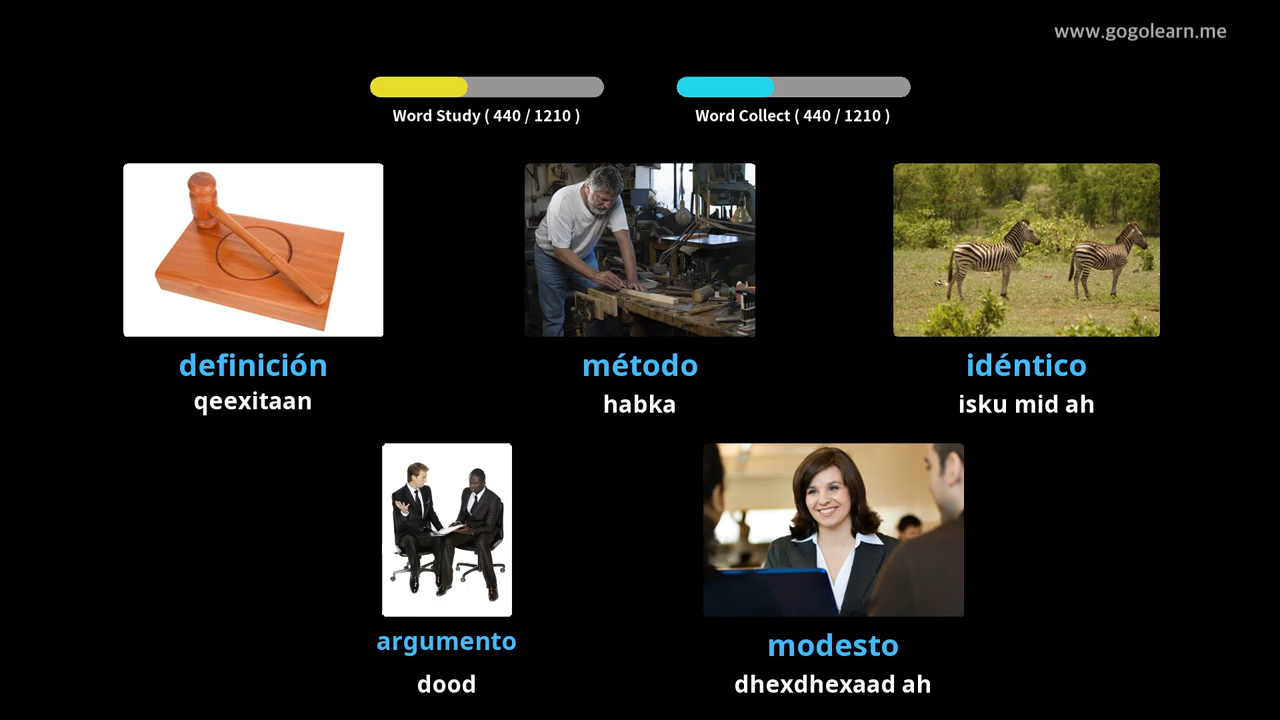 www.gogolearn.me
Word Study ( 440 / 1210 )
Word Collect ( 440 / 1210 )
definición
qeexitaan
método
habka
idéntico
isku mid ah
argumento
dood
modesto
dhexdhexaad ah